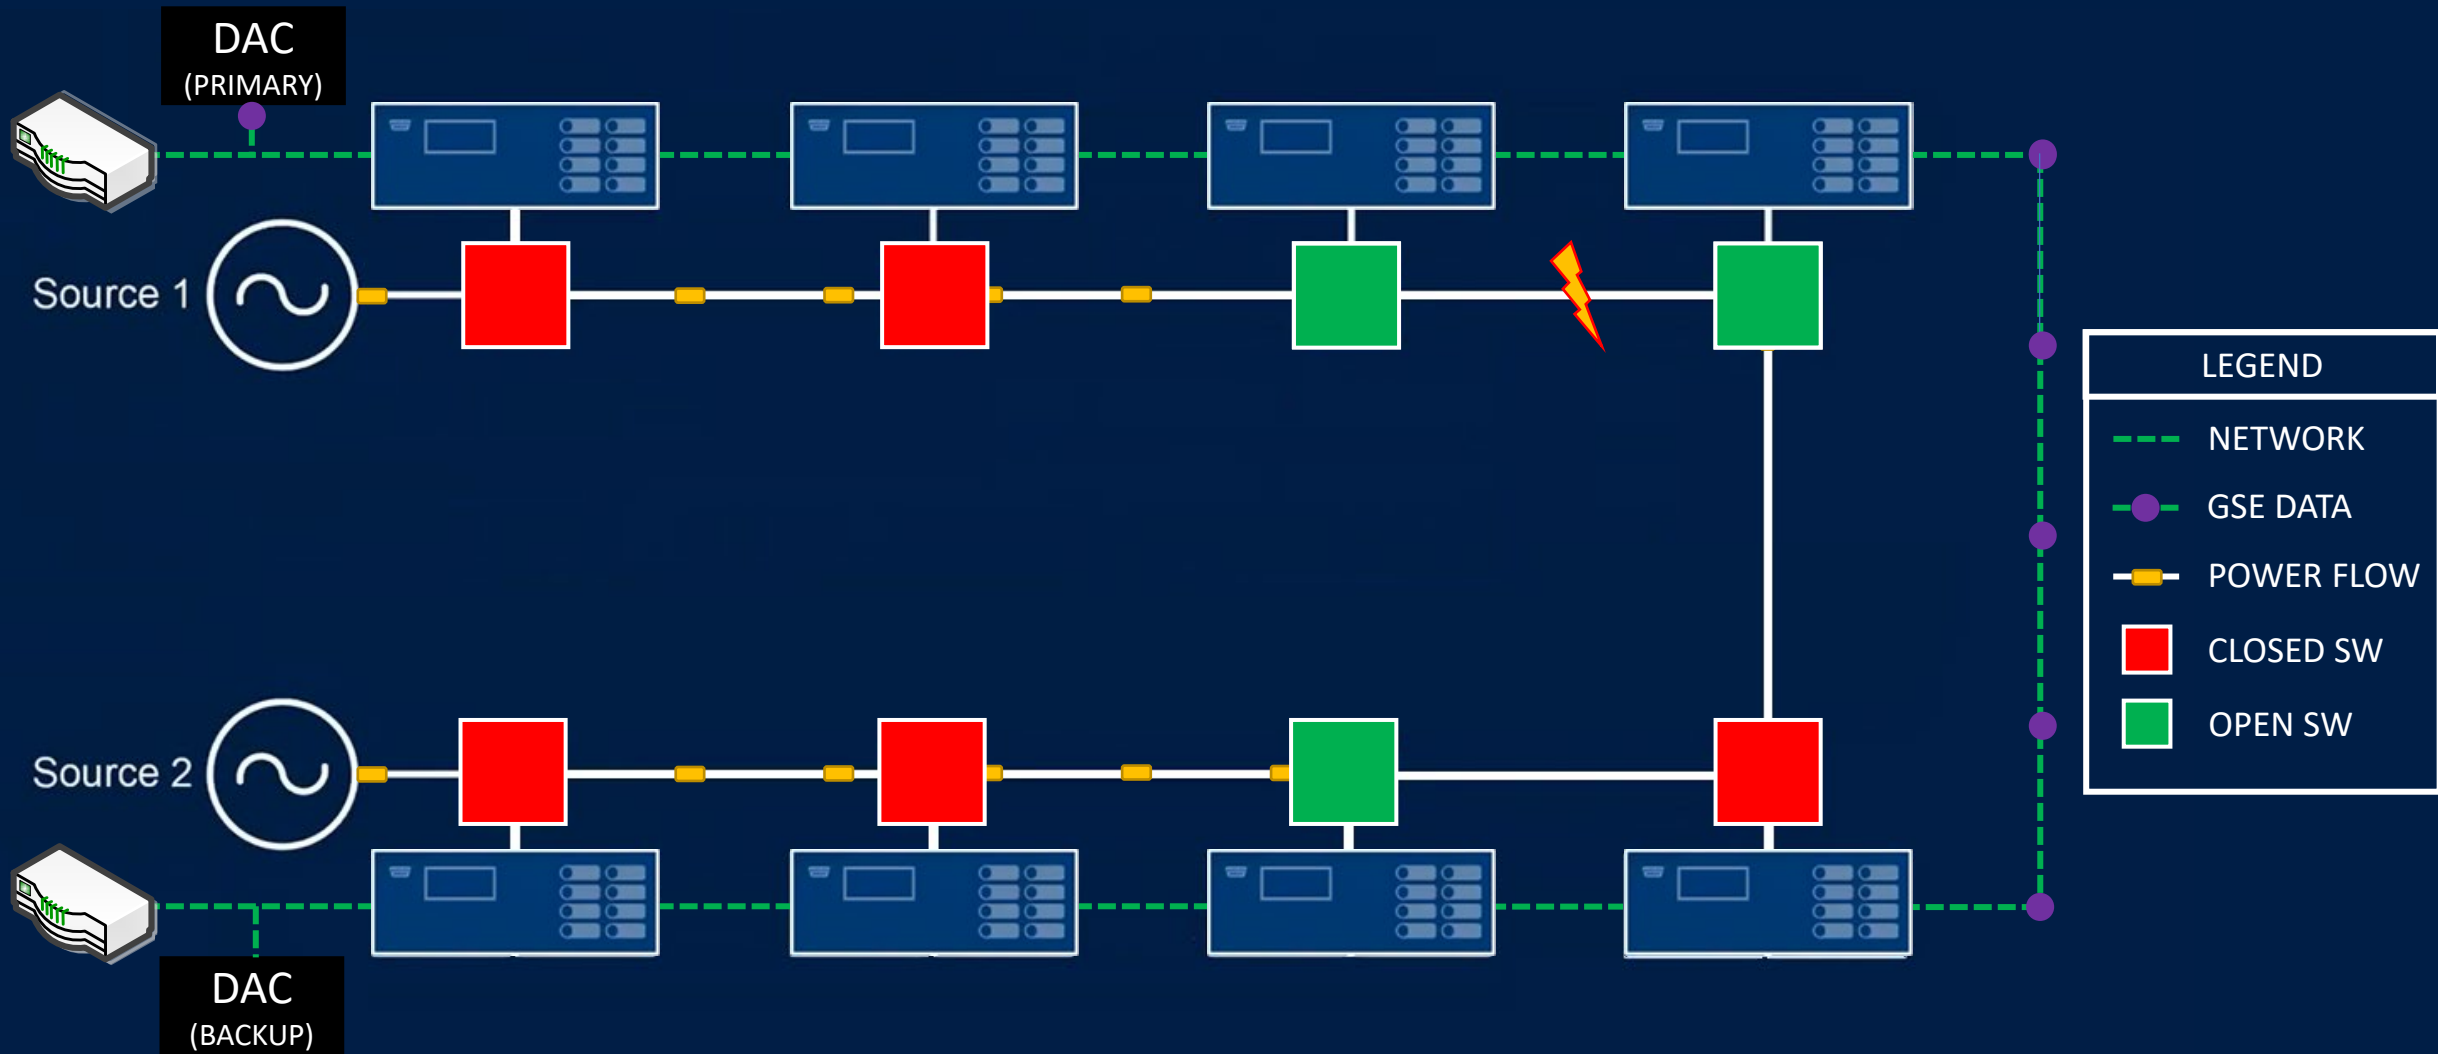 DAC
(PRIMARY)
Source 1
LEGEND
NETWORK
GSE DATA
POWER FLOW
CLOSED SW
OPEN SW
Source 2
DAC
(BACKUP)